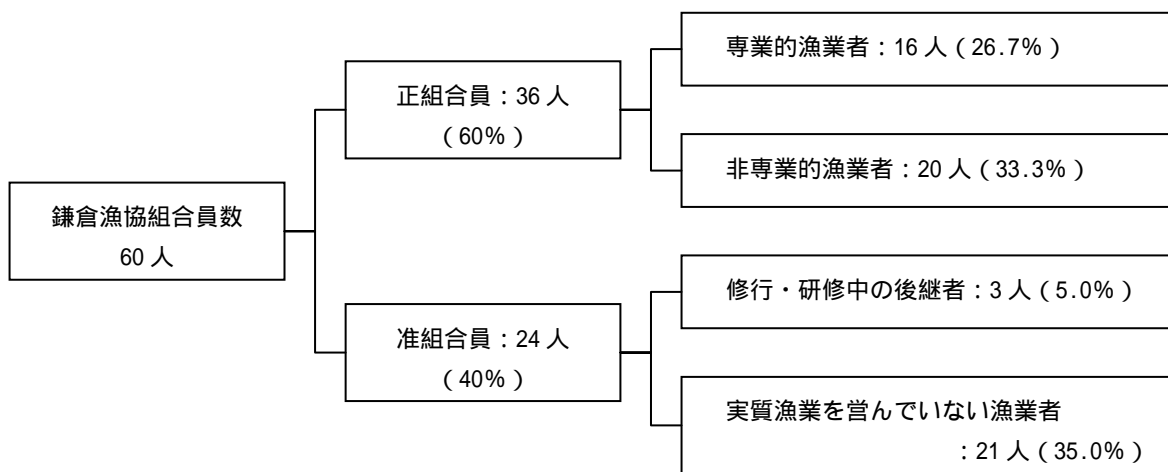 鎌倉漁協組合員数
60 人
正組合員：36 人
（60%）
専業的漁業者：16 人（26.7%）
非専業的漁業者：20 人（33.3%）
准組合員：24 人
（40%）
修行・研修中の後継者：3 人（5.0%）
実質漁業を営んでいない漁業者
：21 人（35.0%）